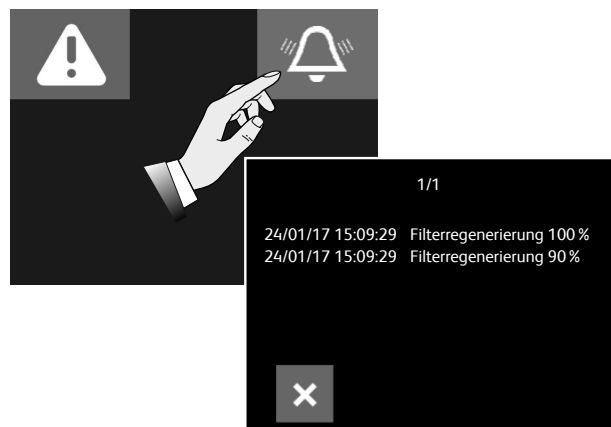 1/1
24/01/17 15:09:29 Filterregenerierung 100 %
24/01/17 15:09:29 Filterregenerierung 90 %